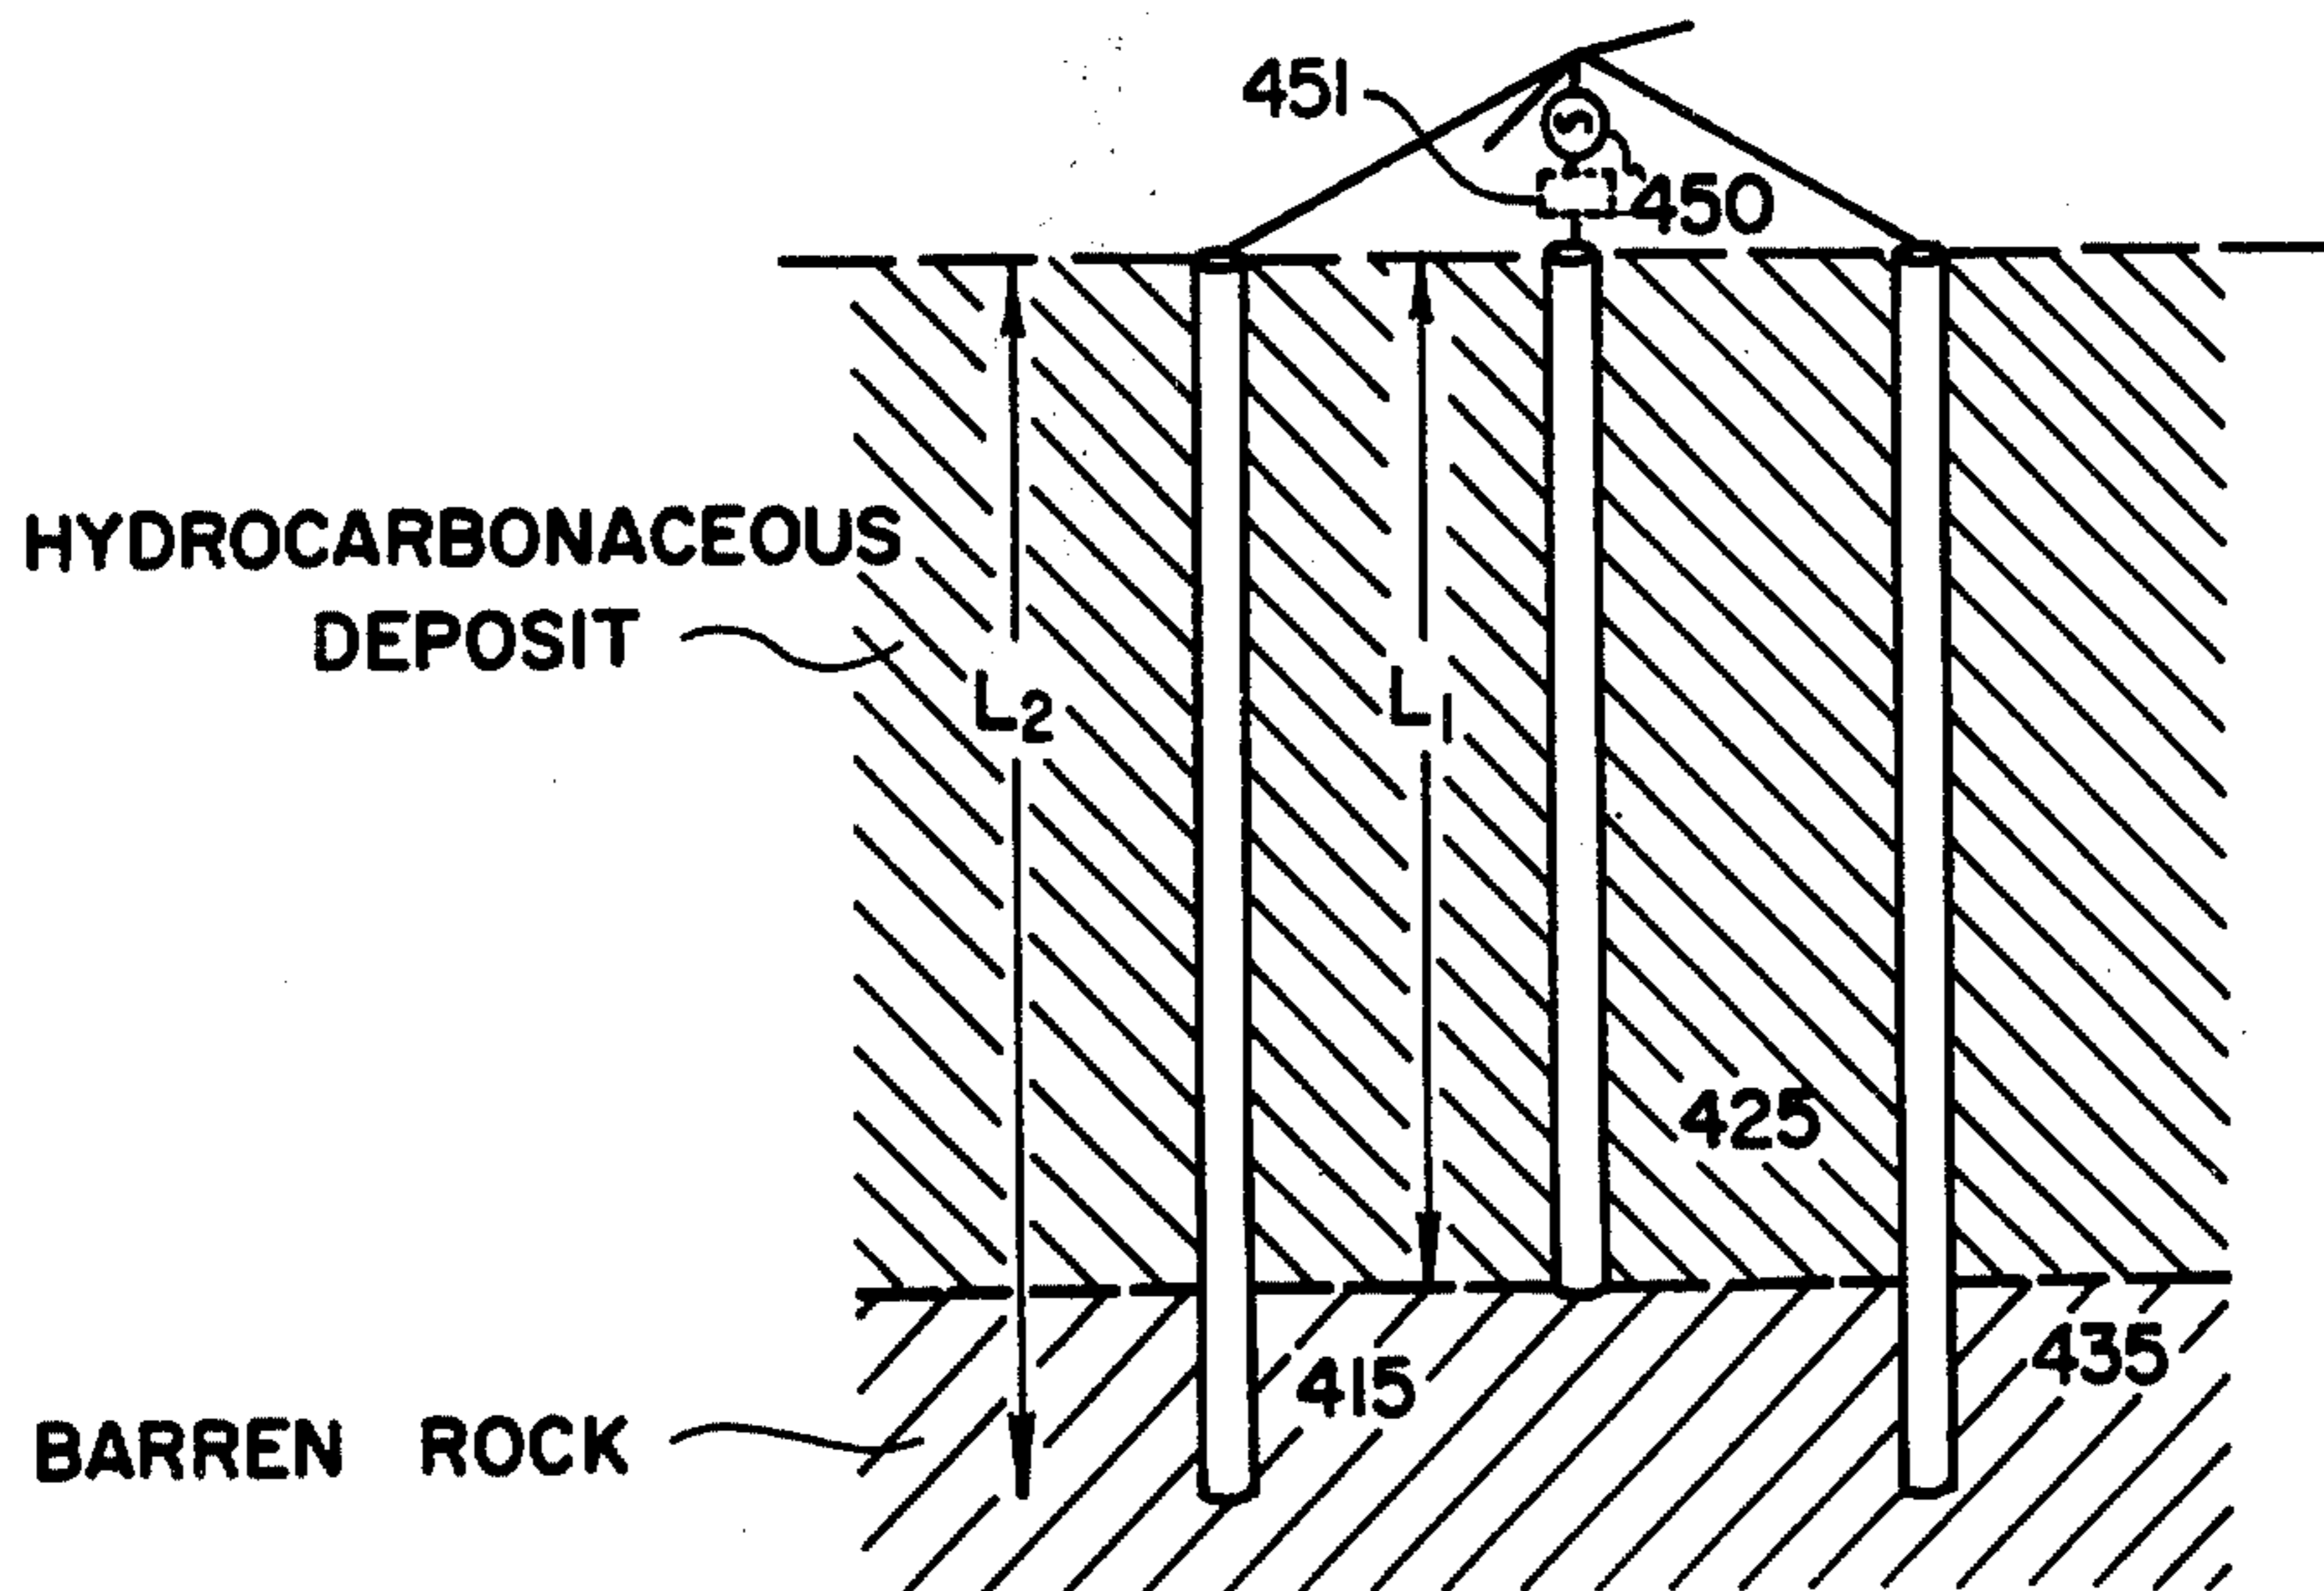 451
S
450
HYDROCARBONACEOUS
DEPOSIT
L2
L1
425
435
415
BARREN ROCK